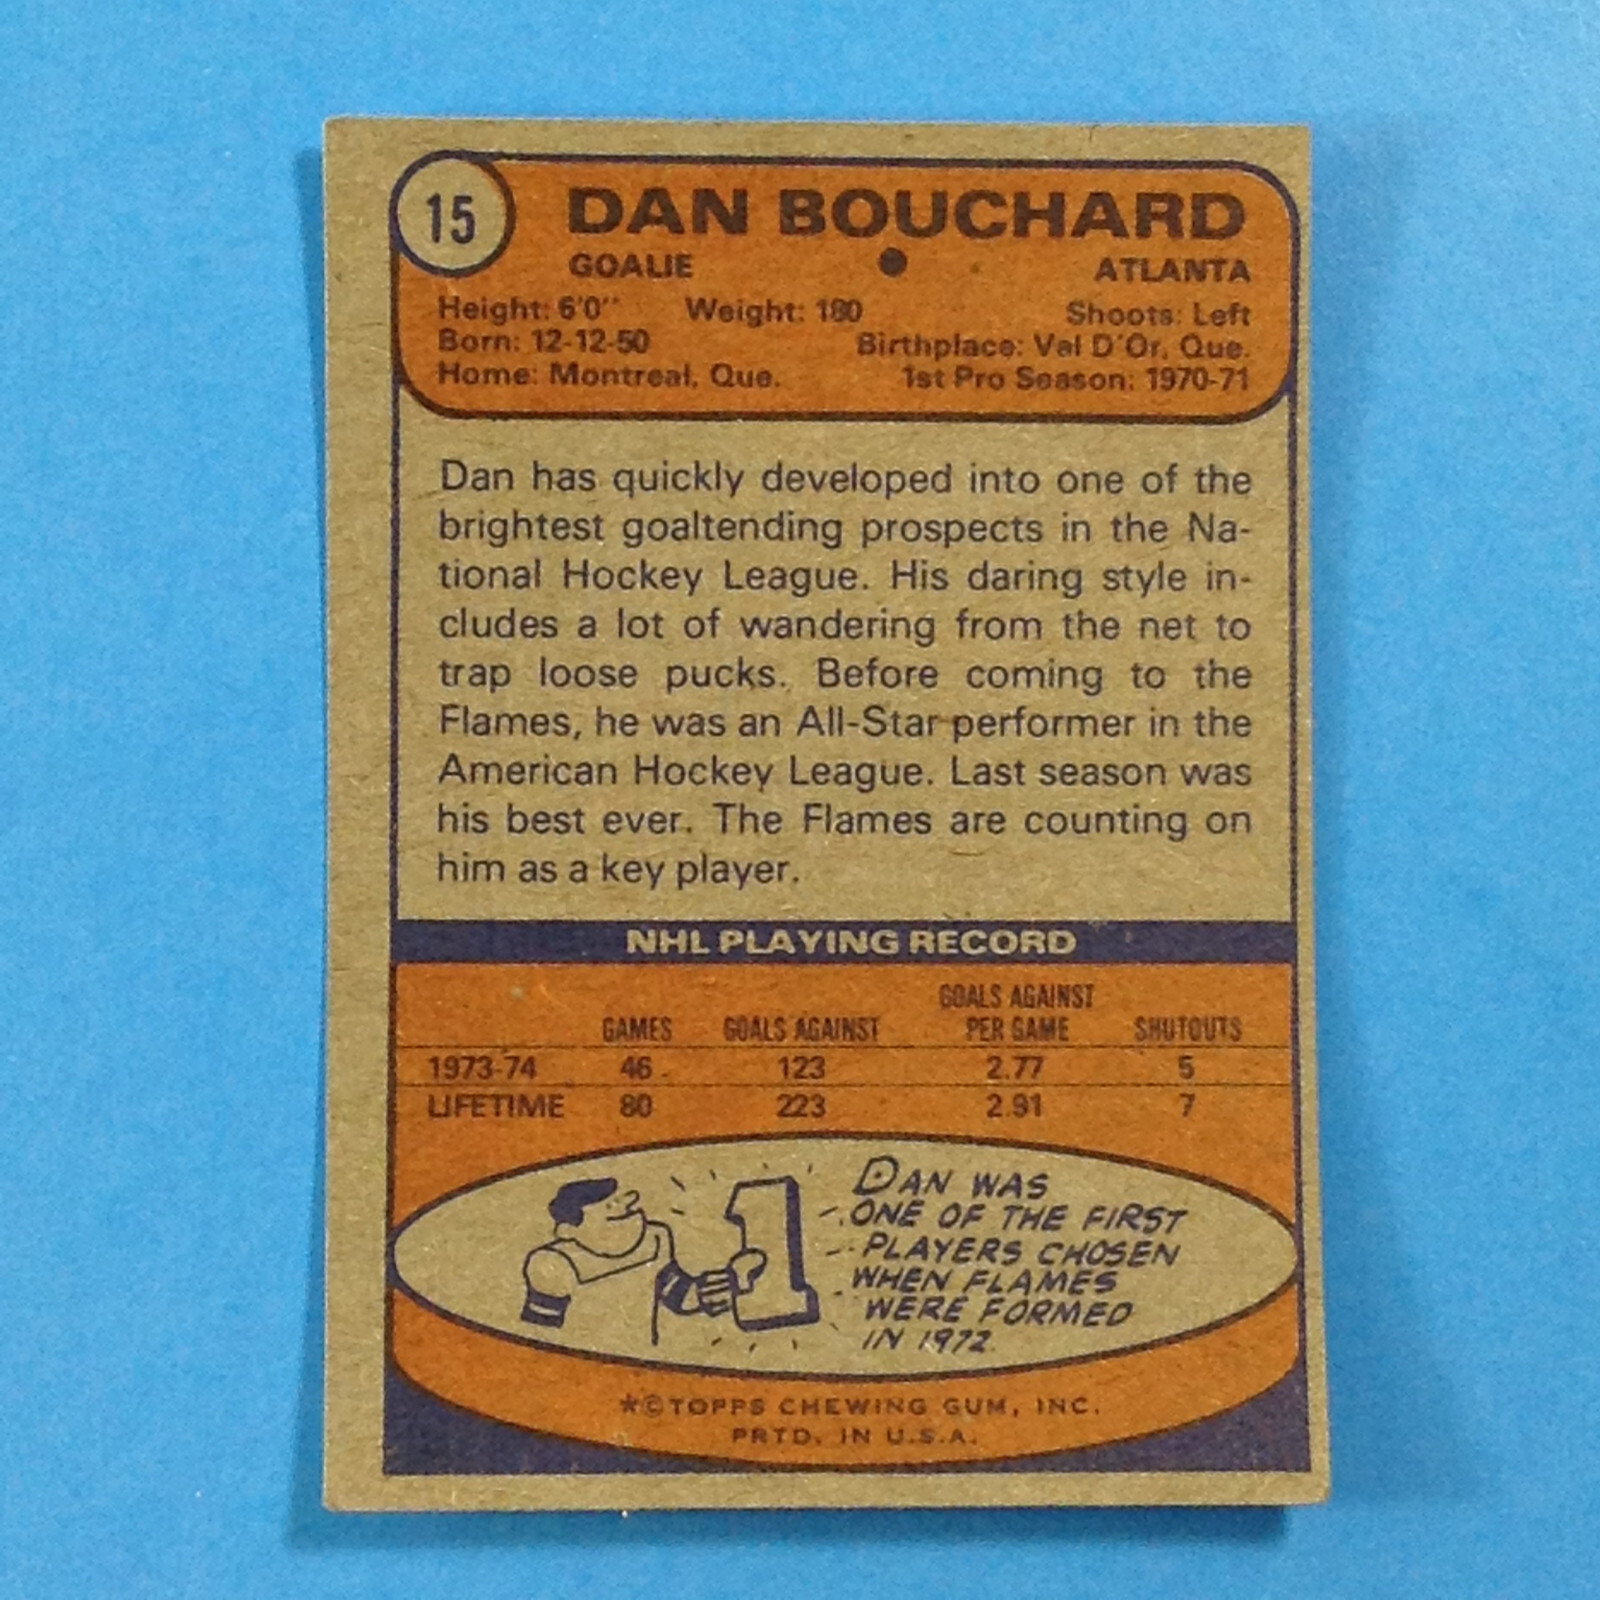 15
DAN BOUCHARD
GOALIE ATLANTA
Height: 6'0" Weight: 180 Shoots: Left
Born: 12-12-50 Birthplace: Val D'Or, Que.
Home: Montreal, Que. 1st Pro Season: 1970-71
Dan has quickly developed into one of the
brightest goaltending prospects in the Na-
tional Hockey League. His daring style in-
cludes a lot of wandering from the net to
trap loose pucks. Before coming to the
Flames, he was an All-Star performer in the
American Hockey League. Last season was
his best ever. The Flames are counting on
him as a key player.
NHL PLAYING RECORD
GAMES GOALS AGAINST GOALS AGAINST PER GAME SHUTOUTS
1973-74 46 123 2.77 5
LIFETIME 80 223 2.91 7
1
DAN WAS
ONE OF THE FIRST
PLAYERS CHOSEN
WHEN FLAMES
WERE FORMED
IN 1972.
★©TOPPS CHEWING GUM, INC.
PRTD. IN U.S.A.